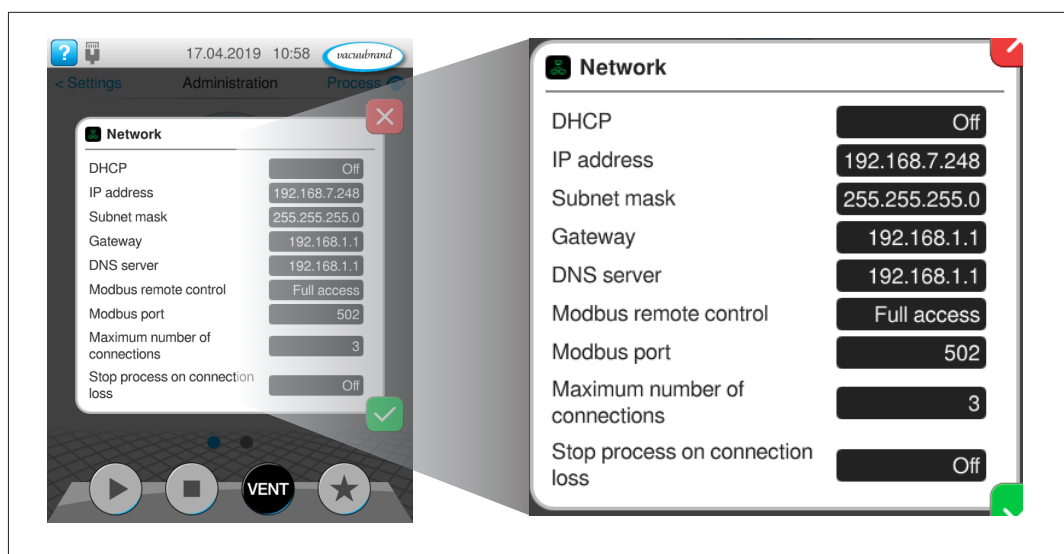 ?
17.04.2019 10:58 vacuubrand
< Settings Administration Process
Network
DHCP Off
IP address 192.168.7.248
Subnet mask 255.255.255.0
Gateway 192.168.1.1
DNS server 192.168.1.1
Modbus remote control Full access
Modbus port 502
Maximum number of
connections 3
Stop process on connection
loss Off
VENT
Network
DHCP Off
IP address 192.168.7.248
Subnet mask 255.255.255.0
Gateway 192.168.1.1
DNS server 192.168.1.1
Modbus remote control Full access
Modbus port 502
Maximum number of
connections 3
Stop process on connection
loss Off